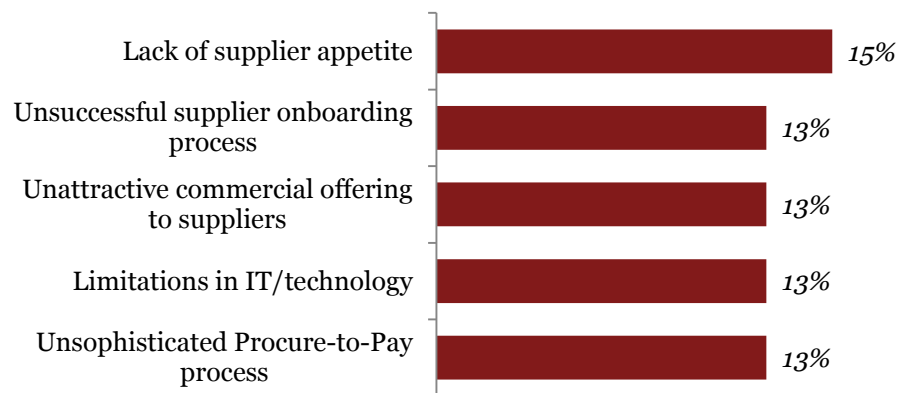 Lack of supplier appetite
15%
Unsuccessful supplier onboarding
process
13%
Unattractive commercial offering
to suppliers
13%
Limitations in IT/technology
13%
Unsophisticated Procure-to-Pay
process
13%